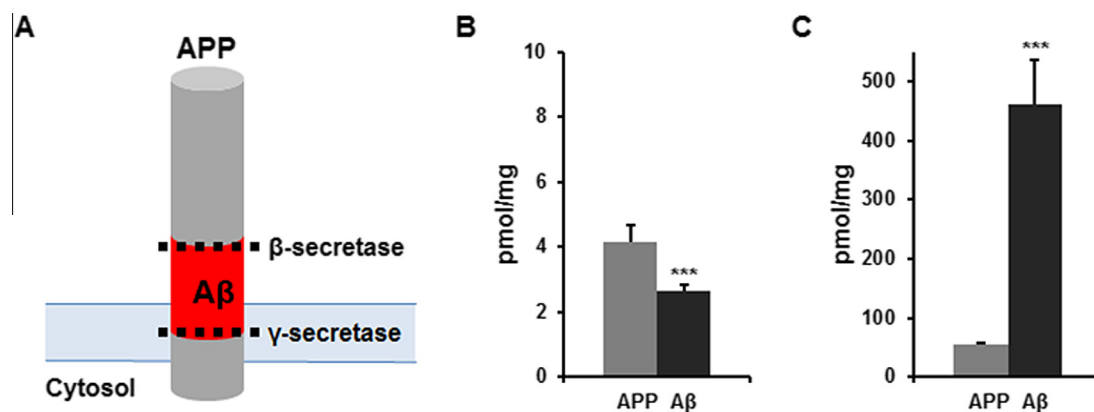 A
APP
β-secretase
Aβ
γ-secretase
Cytosol
B
pmol/mg
10
8
6
4
2
0
***
APP Aβ
C
pmol/mg
500
400
300
200
100
0
***
APP Aβ